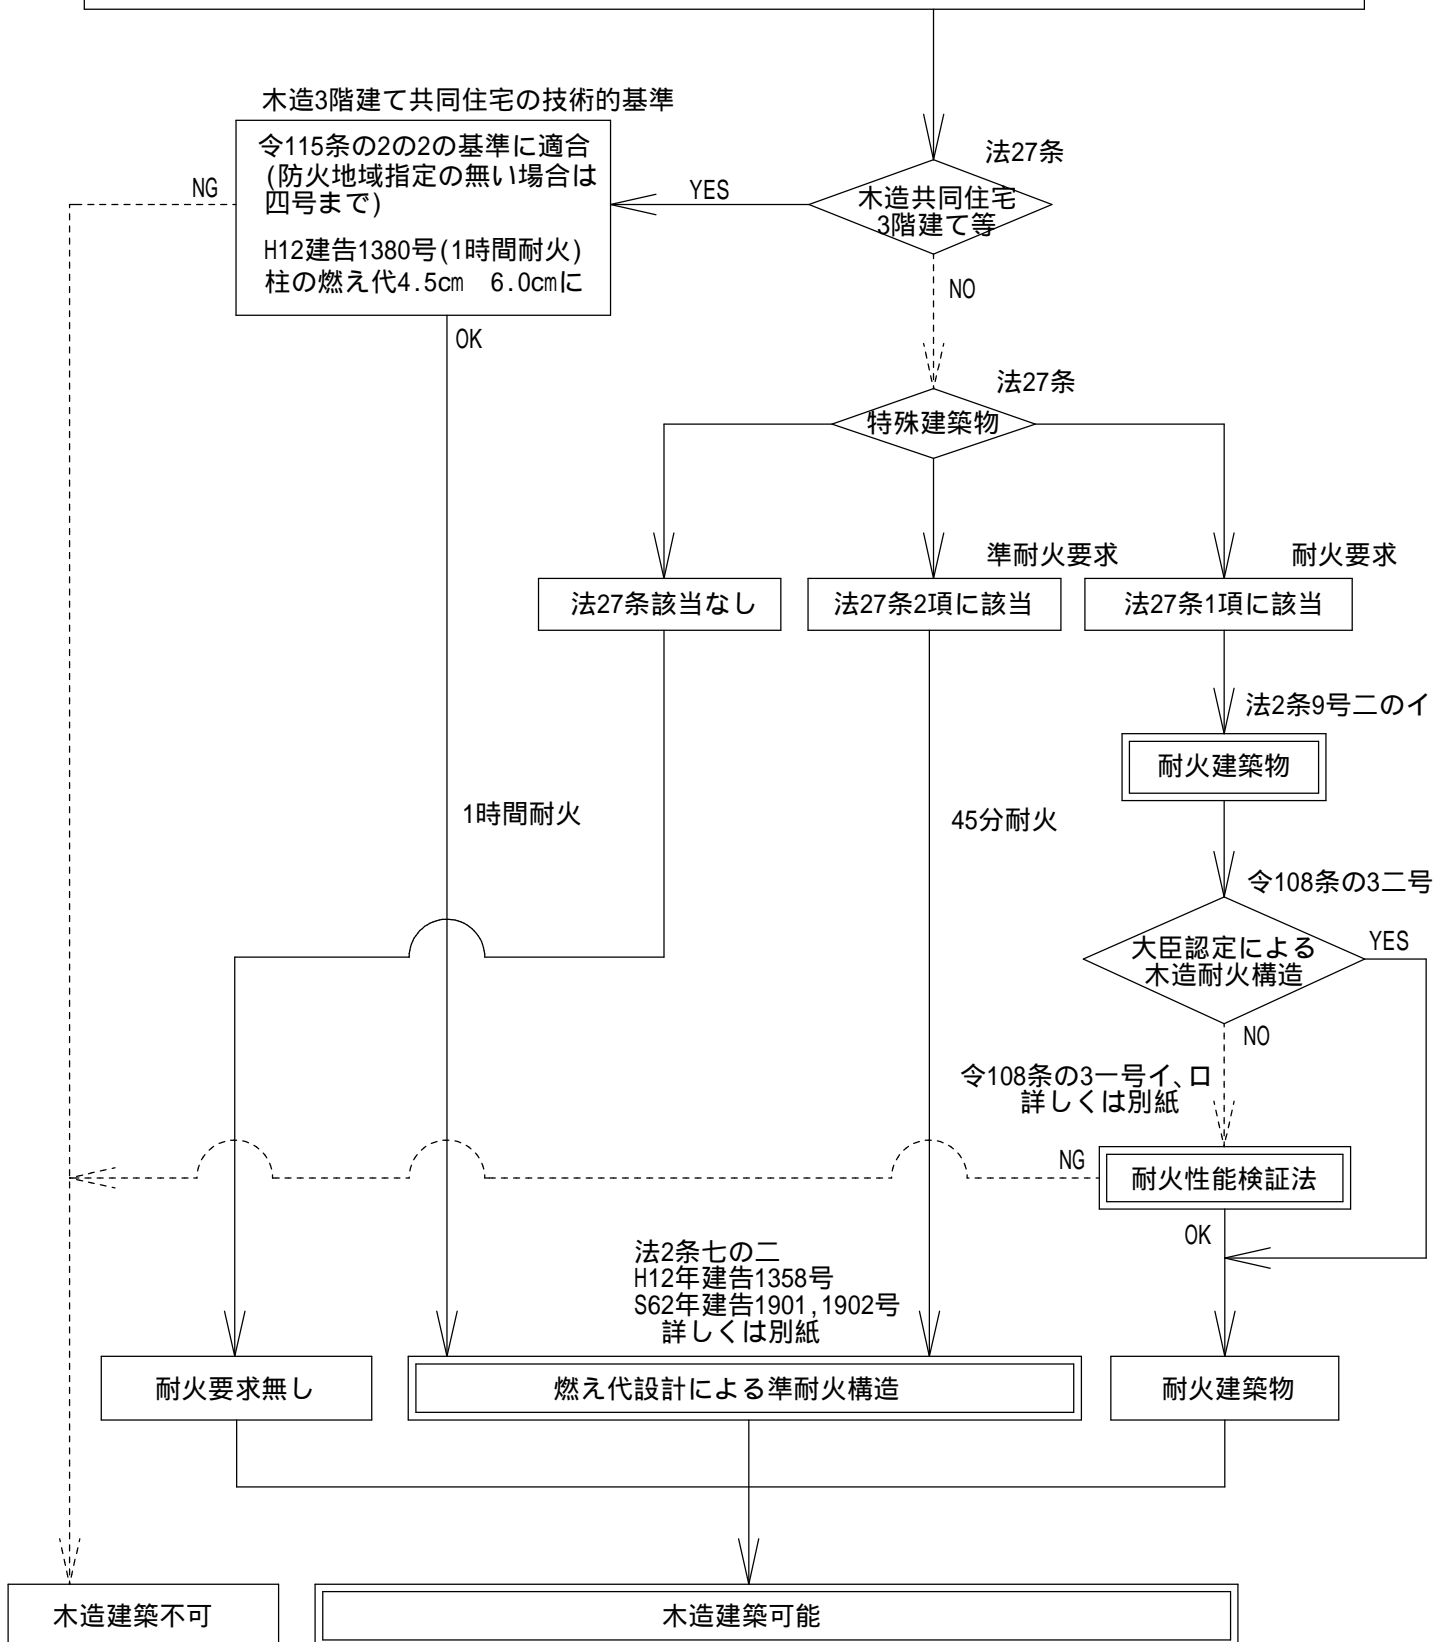 木造3階建て共同住宅の技術的基準
令115条の2の2の基準に適合
(防火地域指定の無い場合は
四号まで)
H12建告1380号(1時間耐火)
柱の燃え代4.5cm　6.0cmに
NG
YES
法27条
木造共同住宅
3階建て等
NO
OK
法27条
特殊建築物
準耐火要求
耐火要求
法27条該当なし
法27条2項に該当
法27条1項に該当
法2条9号二のイ
耐火建築物
1時間耐火
45分耐火
令108条の3二号
大臣認定による
木造耐火構造
YES
NO
令108条の3一号イ、ロ
詳しくは別紙
NG
耐火性能検証法
OK
法2条七の二
H12年建告1358号
S62年建告1901,1902号
詳しくは別紙
耐火要求無し
燃え代設計による準耐火構造
耐火建築物
木造建築不可
木造建築可能